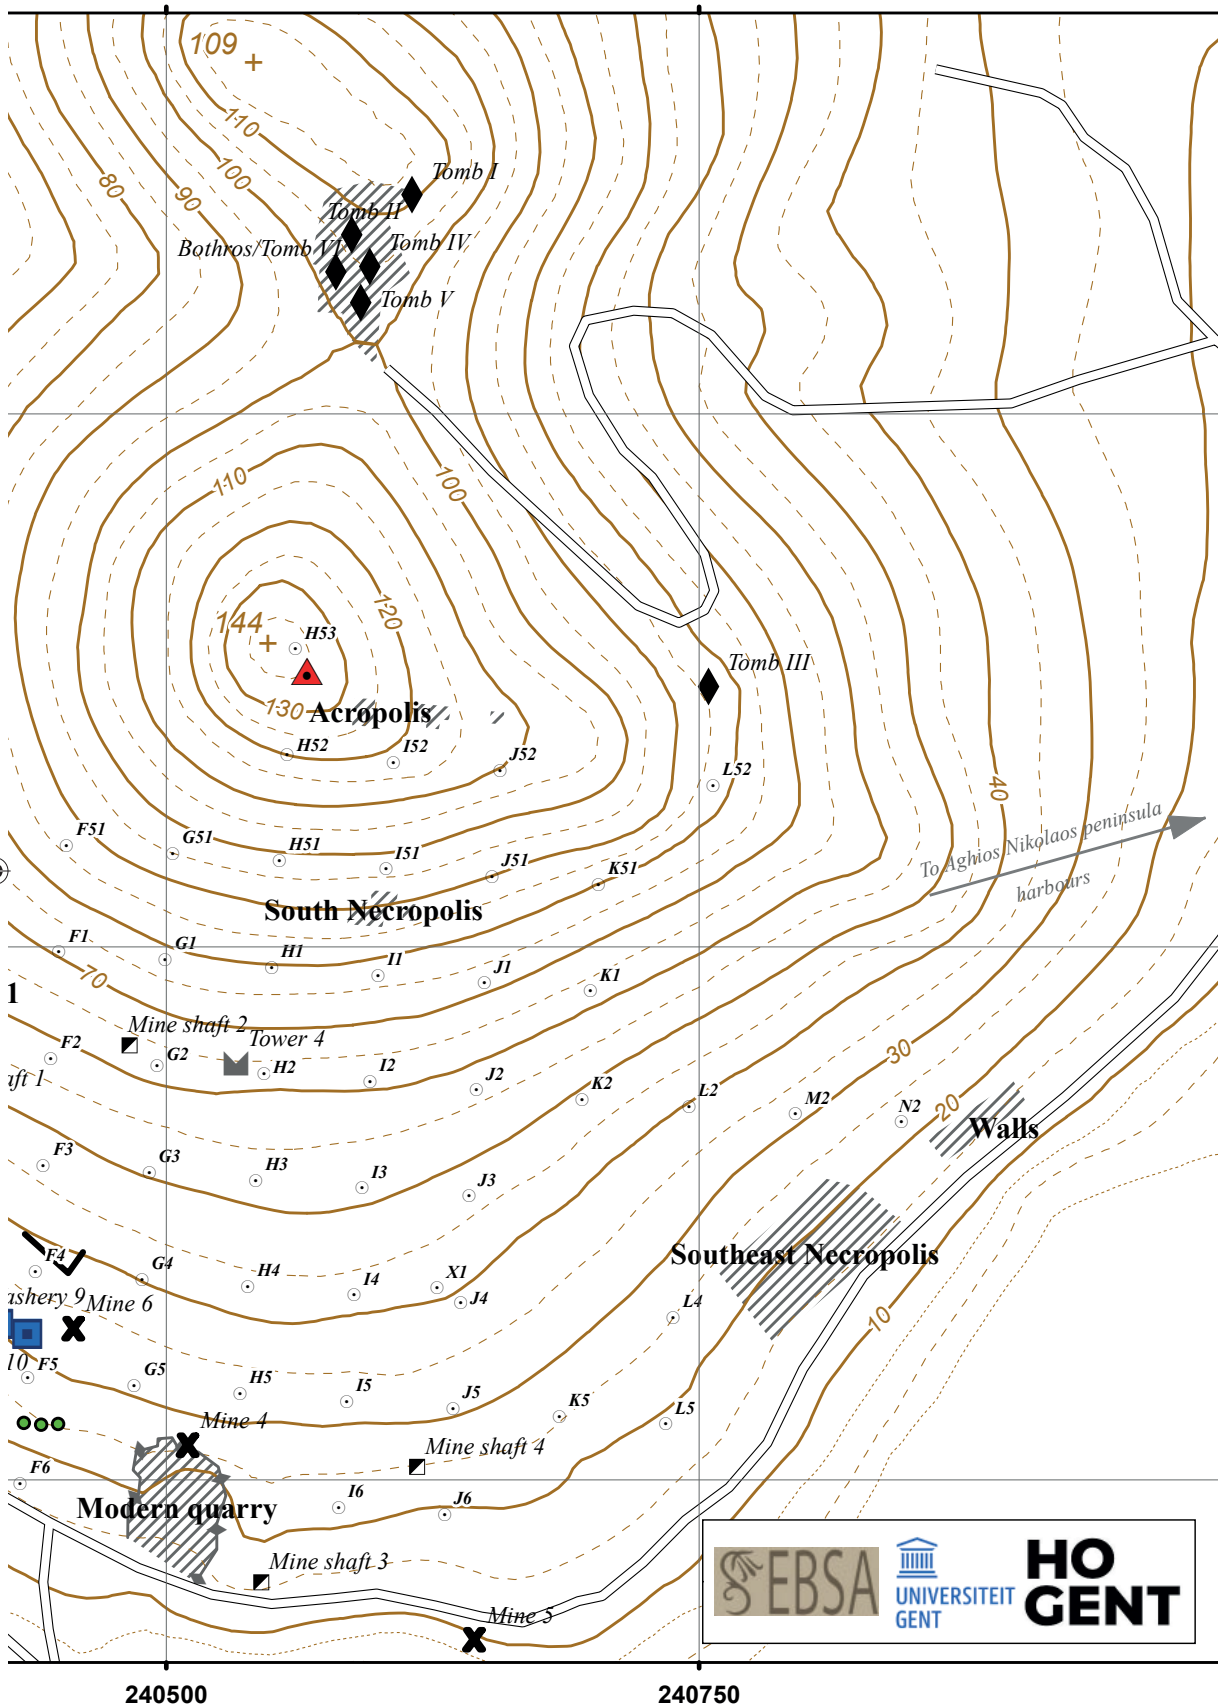 109
110
Tomb I
100
80
90
Tomb II
Bothros/Tomb VI
Tomb IV
Tomb V
110
100
120
144
H53
Tomb III
130
Acropolis
H52
I52
J52
L52
40
To Aghios Nikolaos peninsula
harbours
F51
G51
H51
I51
J51
K51
South Necropolis
F1
G1
H1
I1
J1
K1
70
1
Mine shaft 2
Tower 4
F2
G2
H2
I2
J2
K2
L2
M2
N2
30
20
Walls
aft 1
F3
G3
H3
I3
J3
Southeast Necropolis
F4
G4
H4
I4
X1
J4
L4
10
ashery 9
Mine 6
10
F5
G5
H5
I5
J5
K5
L5
Mine 4
Mine shaft 4
F6
Modern quarry
I6
J6
Mine shaft 3
Mine 5
EBSA
UNIVERSITEIT
GENT
HO
GENT
240500
240750